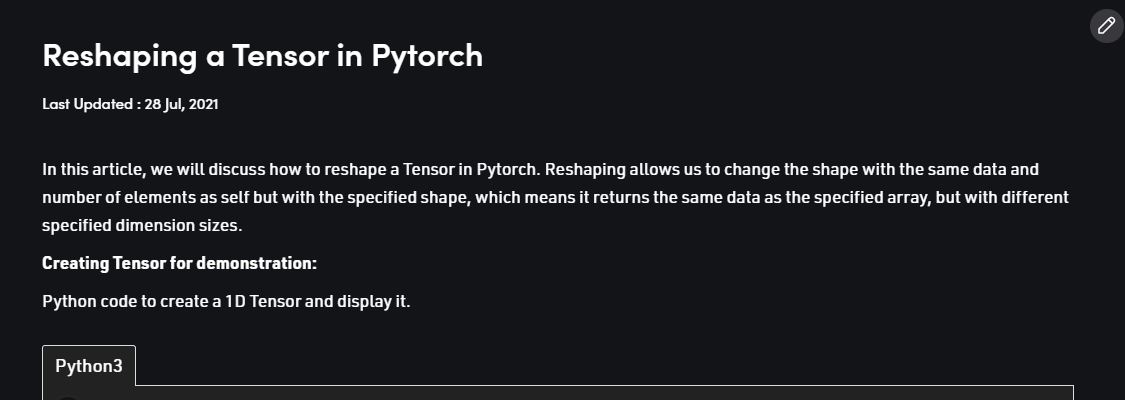 Reshaping a Tensor in Pytorch
Last Updated : 28 Jul, 2021
In this article, we will discuss how to reshape a Tensor in Pytorch. Reshaping allows us to change the shape with the same data and
number of elements as self but with the specified shape, which means it returns the same data as the specified array, but with different
specified dimension sizes.
Creating Tensor for demonstration:
Python code to create a 1D Tensor and display it.
Python3